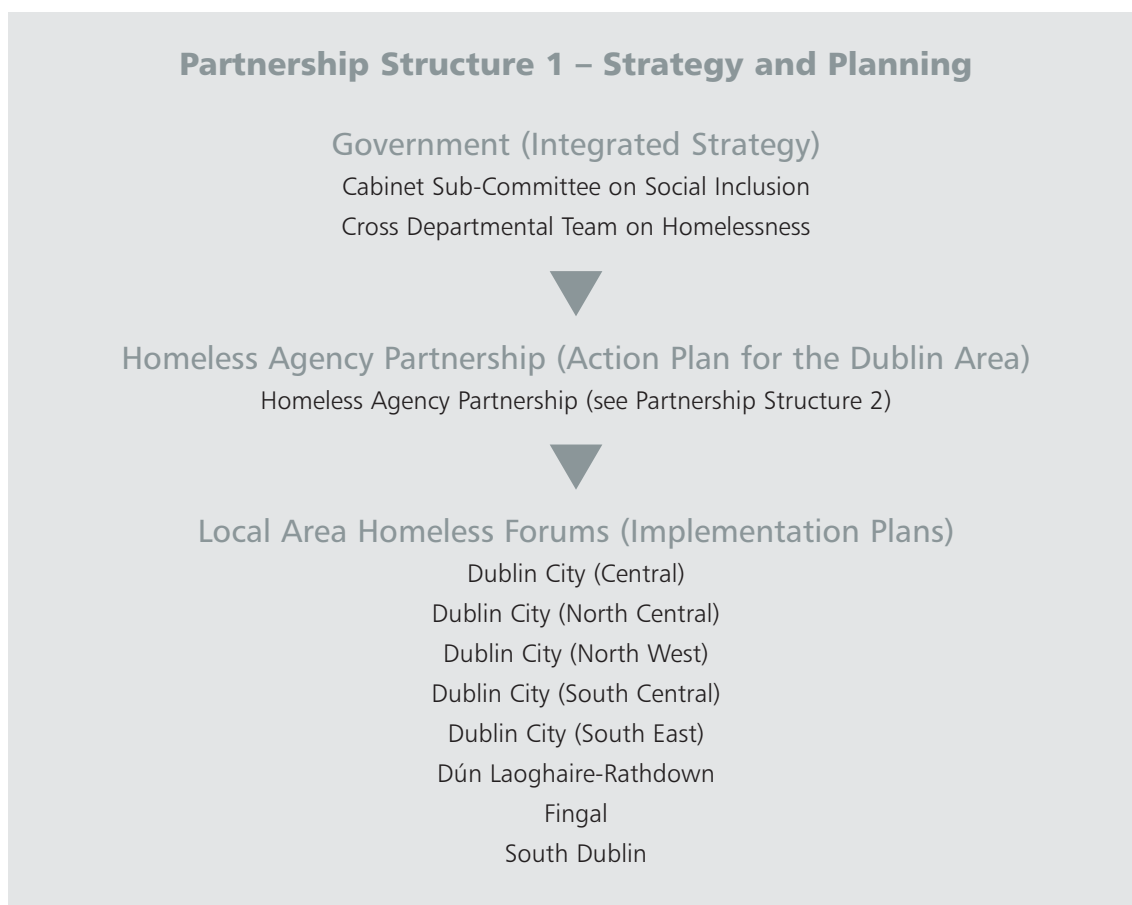 Partnership Structure 1 – Strategy and Planning
Government (Integrated Strategy)
Cabinet Sub-Committee on Social Inclusion
Cross Departmental Team on Homelessness
Homeless Agency Partnership (Action Plan for the Dublin Area)
Homeless Agency Partnership (see Partnership Structure 2)
Local Area Homeless Forums (Implementation Plans)
Dublin City (Central)
Dublin City (North Central)
Dublin City (North West)
Dublin City (South Central)
Dublin City (South East)
Dún Laoghaire-Rathdown
Fingal
South Dublin